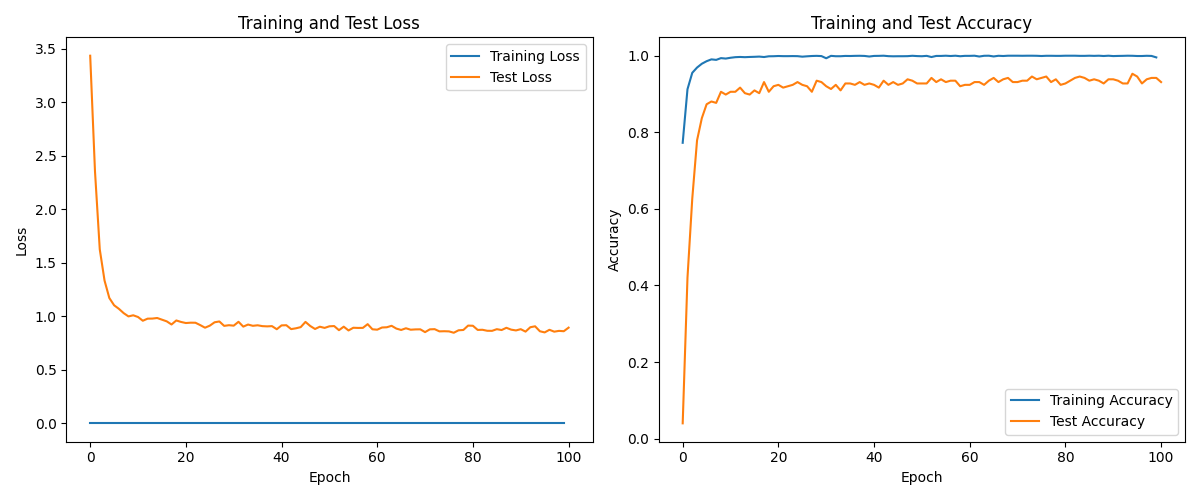 Training and Test Loss
3.5
3.0
2.5
2.0
1.5
1.0
0.5
0.0
Loss
0
20
40
60
80
100
Epoch
Training Loss
Test Loss
Training and Test Accuracy
1.0
0.8
0.6
0.4
0.2
0.0
Accuracy
0
20
40
60
80
100
Epoch
Training Accuracy
Test Accuracy